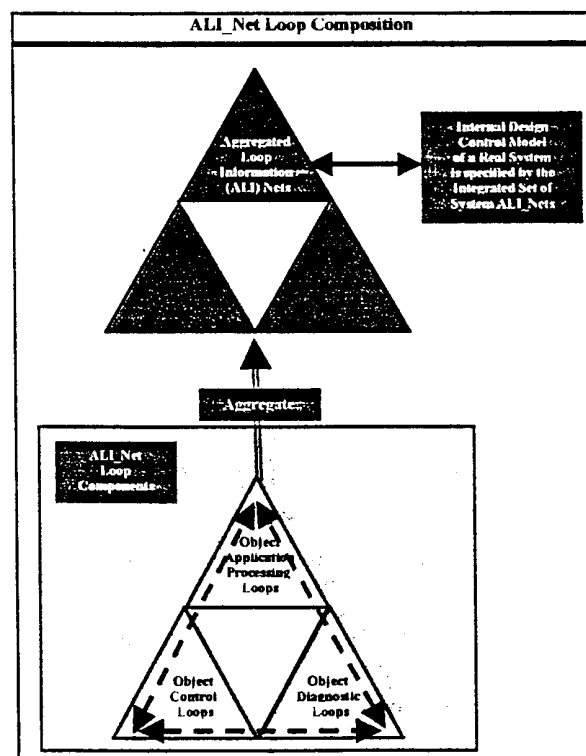 ALI_Net Loop Composition
Aggregated
Loop
Information
(ALI) Nets
Internal Design
Control Model
of a Real System
is specified by the
Integrated Set of
System ALI_Nets
Aggregate
ALI_Net
Loop
Components
Object
Application
Processing
Loops
Object
Control
Loops
Object
Diagnostic
Loops